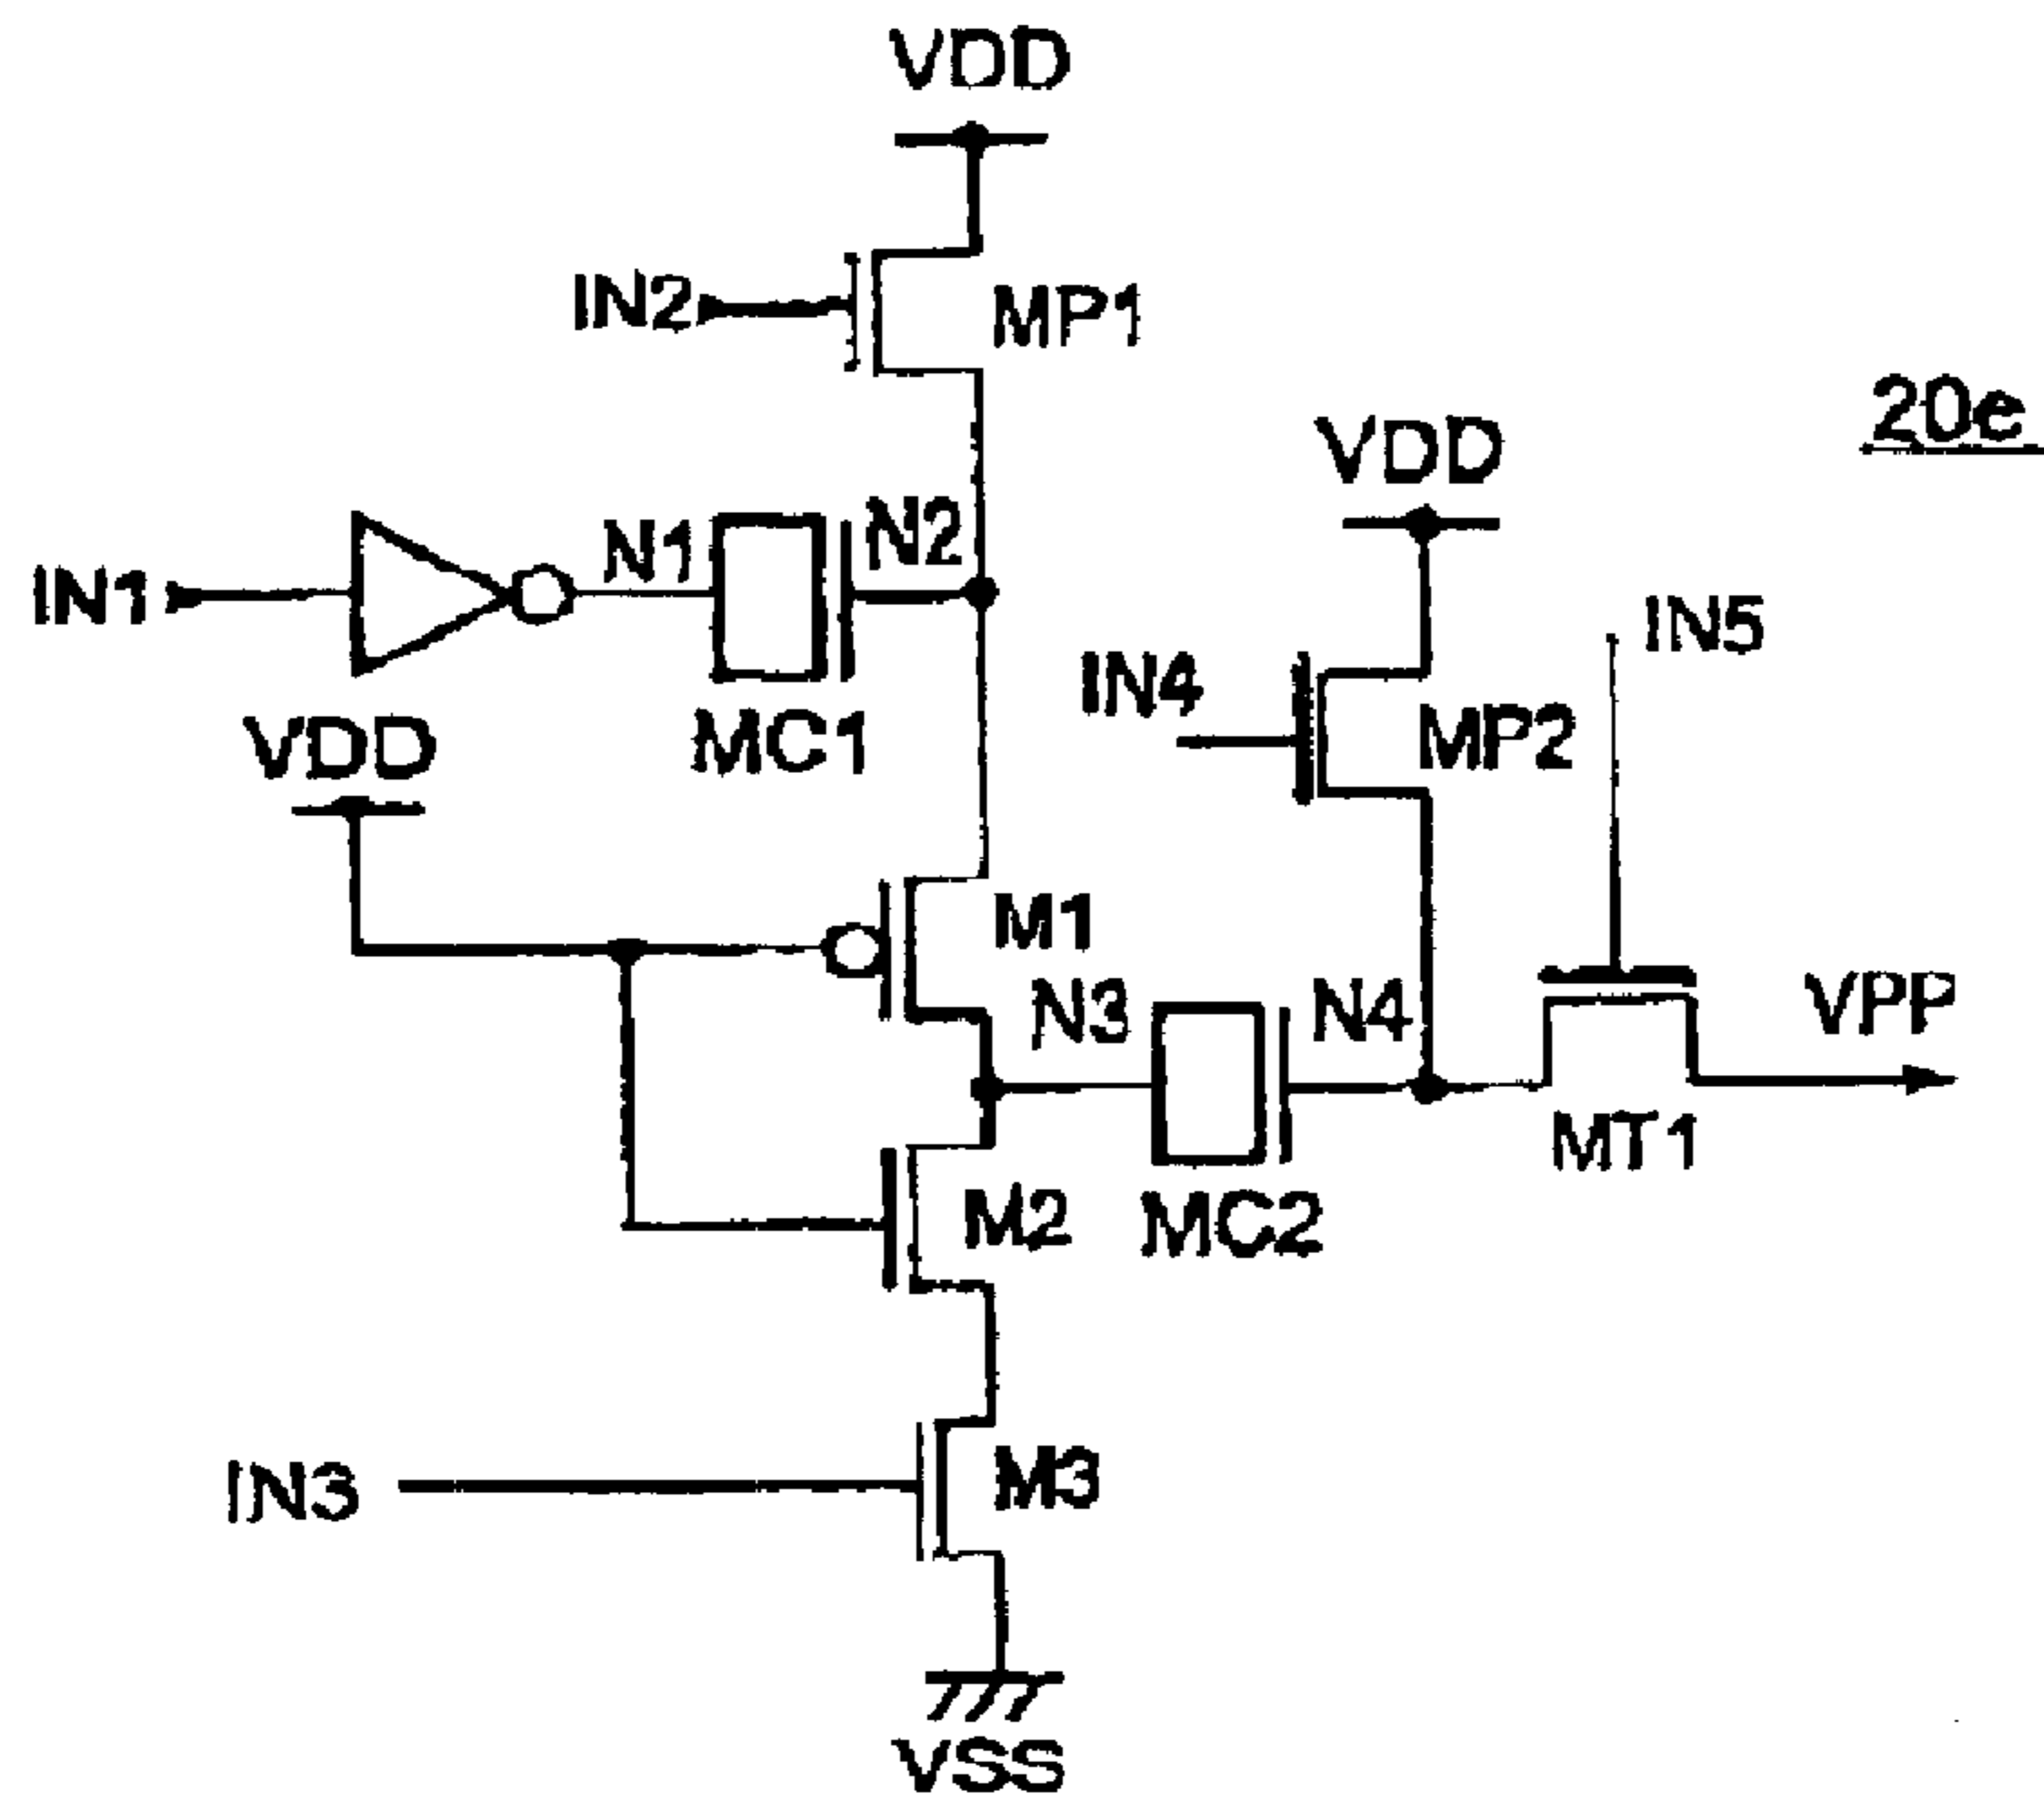 VDD
IN2
MP1
20e
VDD
N2
N1
IN1
IN5
IN4
MP2
MC1
VDD
M1
N3
N4
VPP
MT1
M2
MC2
IN3
M3
VSS